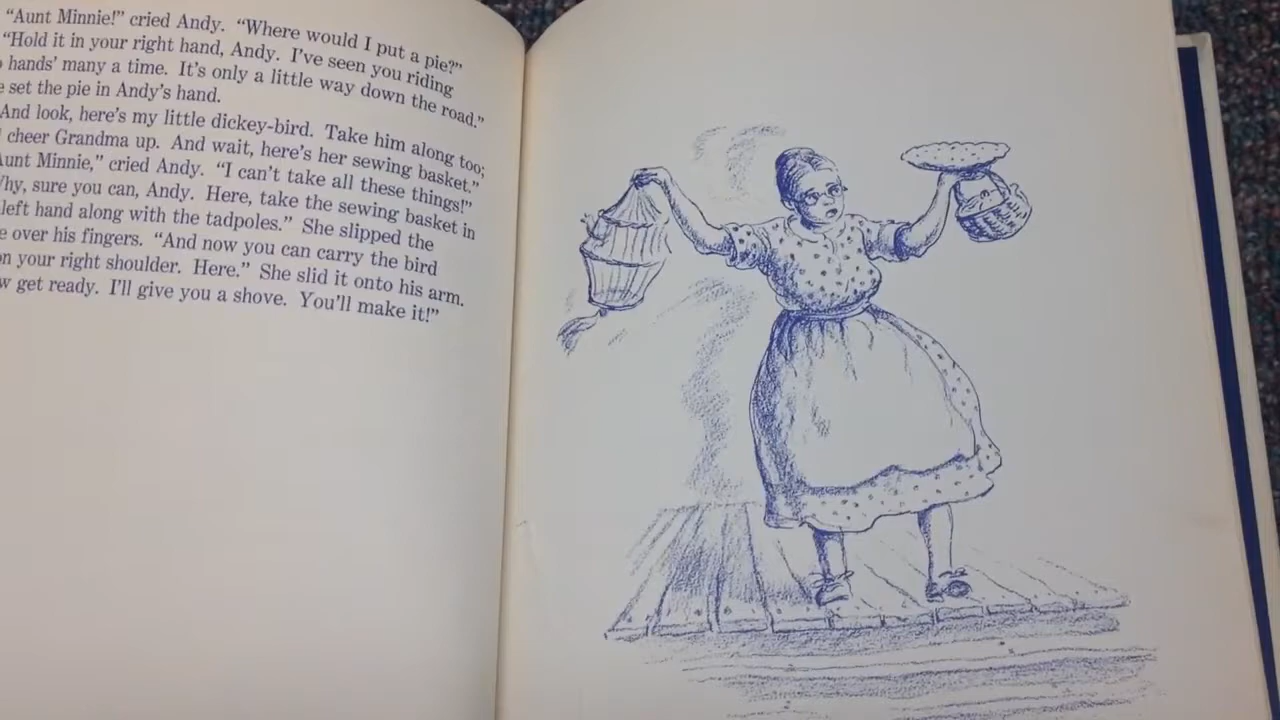 “Aunt Minnie!” cried Andy. “Where would I put a pie?”
“Hold it in your right hand, Andy. I’ve seen you riding
hands’ many a time. It’s only a little way down the road.”
set the pie in Andy’s hand.
And look, here’s my little dickey-bird. Take him along too;
cheer Grandma up. And wait, here’s her sewing basket.”
Aunt Minnie,” cried Andy. “I can’t take all these things!”
Why, sure you can, Andy. Here, take the sewing basket in
left hand along with the tadpoles.” She slipped the
over his fingers. “And now you can carry the bird
on your right shoulder. Here.” She slid it onto his arm.
get ready. I’ll give you a shove. You’ll make it!”